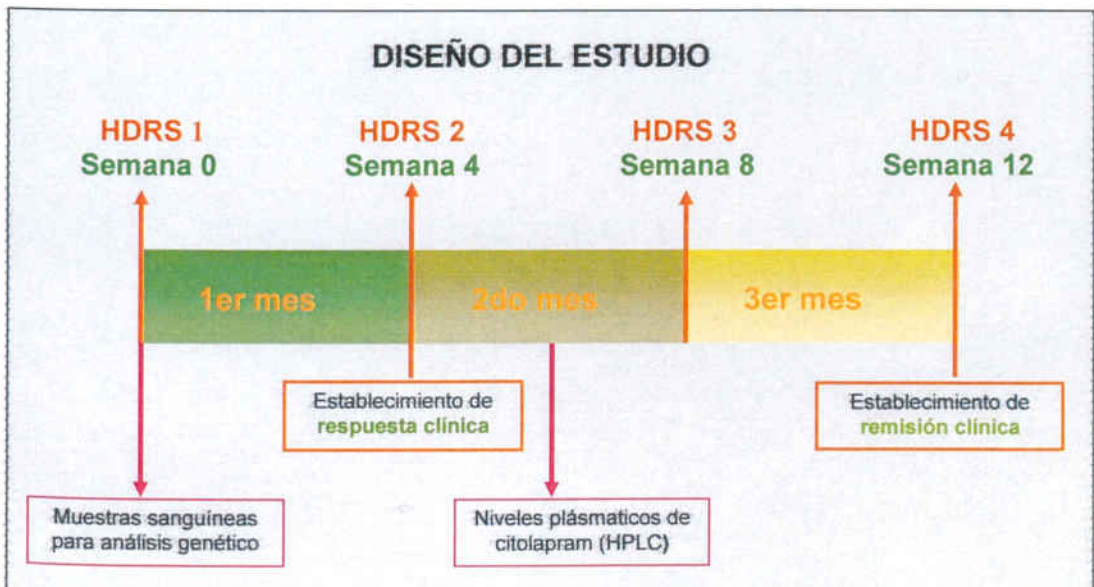 DISEÑO DEL ESTUDIO
HDRS 1
Semana 0
HDRS 2
Semana 4
HDRS 3
Semana 8
HDRS 4
Semana 12
1er mes
2do mes
3er mes
Establecimiento de
respuesta clínica
Establecimiento de
remisión clínica
Muestras sanguíneas
para análisis genético
Niveles plásmaticos de
citolapram (HPLC)